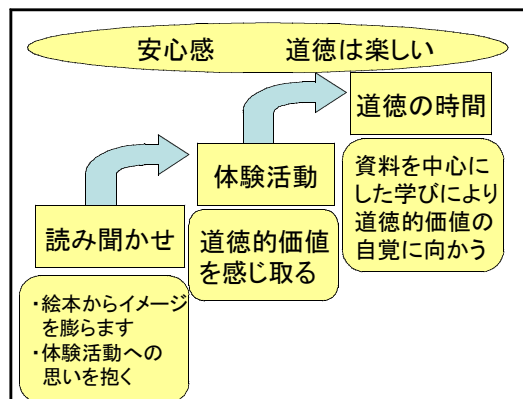 安心感　　道徳は楽しい
道徳の時間
資料を中心に
した学びにより
道徳的価値の
自覚に向かう
体験活動
道徳的価値
を感じ取る
読み聞かせ
・絵本からイメージ
を膨らます
・体験活動への
思いを抱く